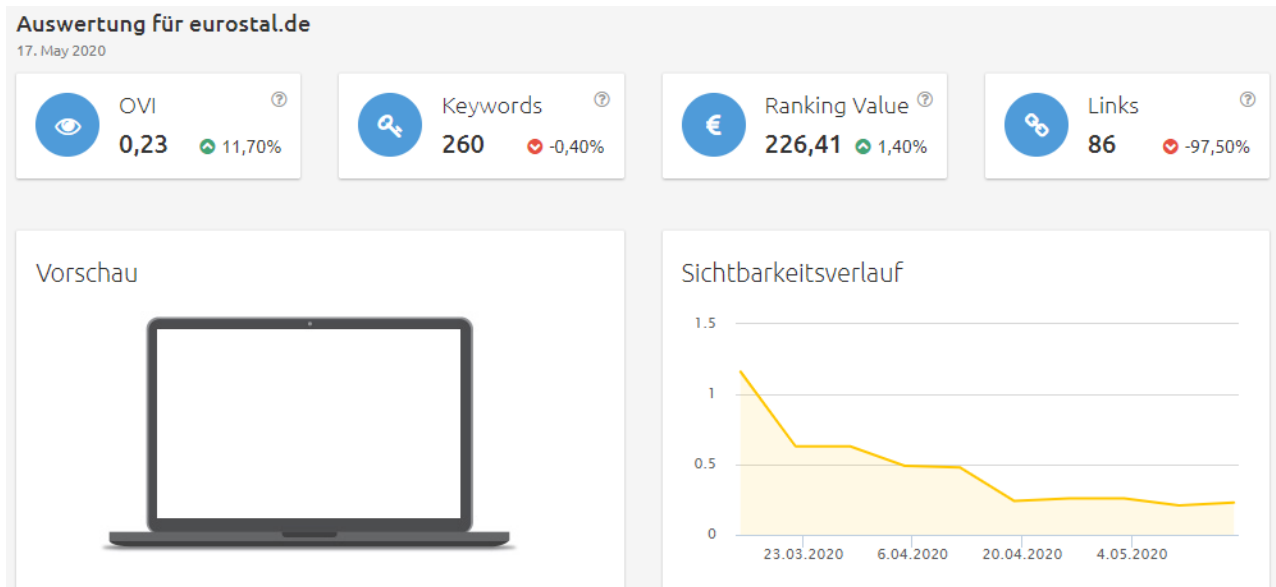 Auswertung für eurostal.de
17. May 2020
OVI
0,23 11,70%
Keywords
260 -0,40%
Ranking Value
€
226,41 1,40%
Links
86 -97,50%
Vorschau
Sichtbarkeitsverlauf
1.5
1
0.5
0
23.03.2020 6.04.2020 20.04.2020 4.05.2020